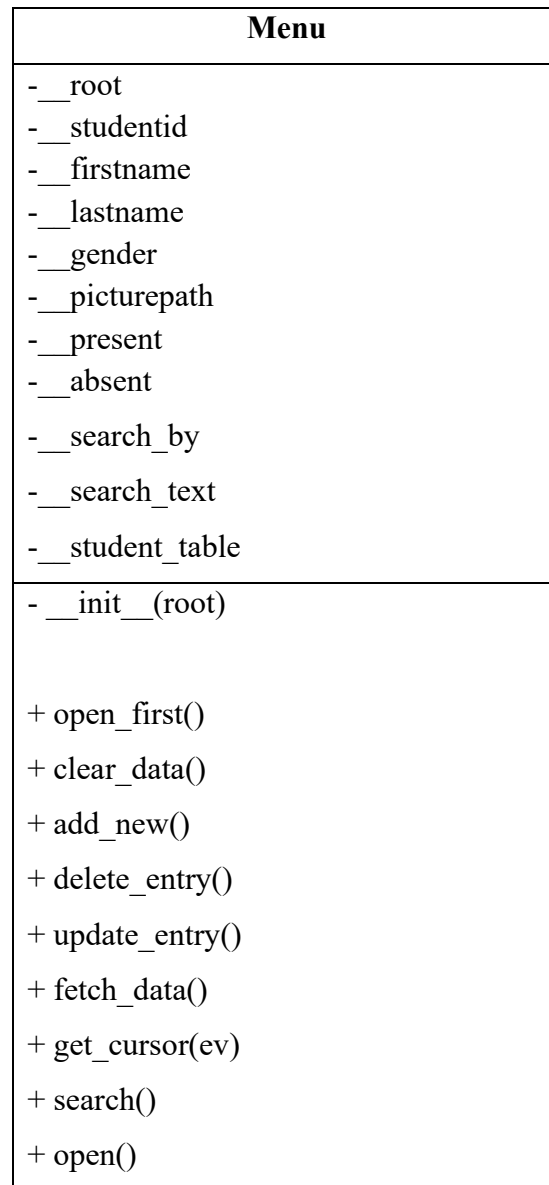 Menu
-__root
-__studentid
-__firstname
-__lastname
-__gender
-__picturepath
-__present
-__absent
-__search_by
-__search_text
-__student_table
- __init__(root)
+ open_first()
+ clear_data()
+ add_new()
+ delete_entry()
+ update_entry()
+ fetch_data()
+ get_cursor(ev)
+ search()
+ open()